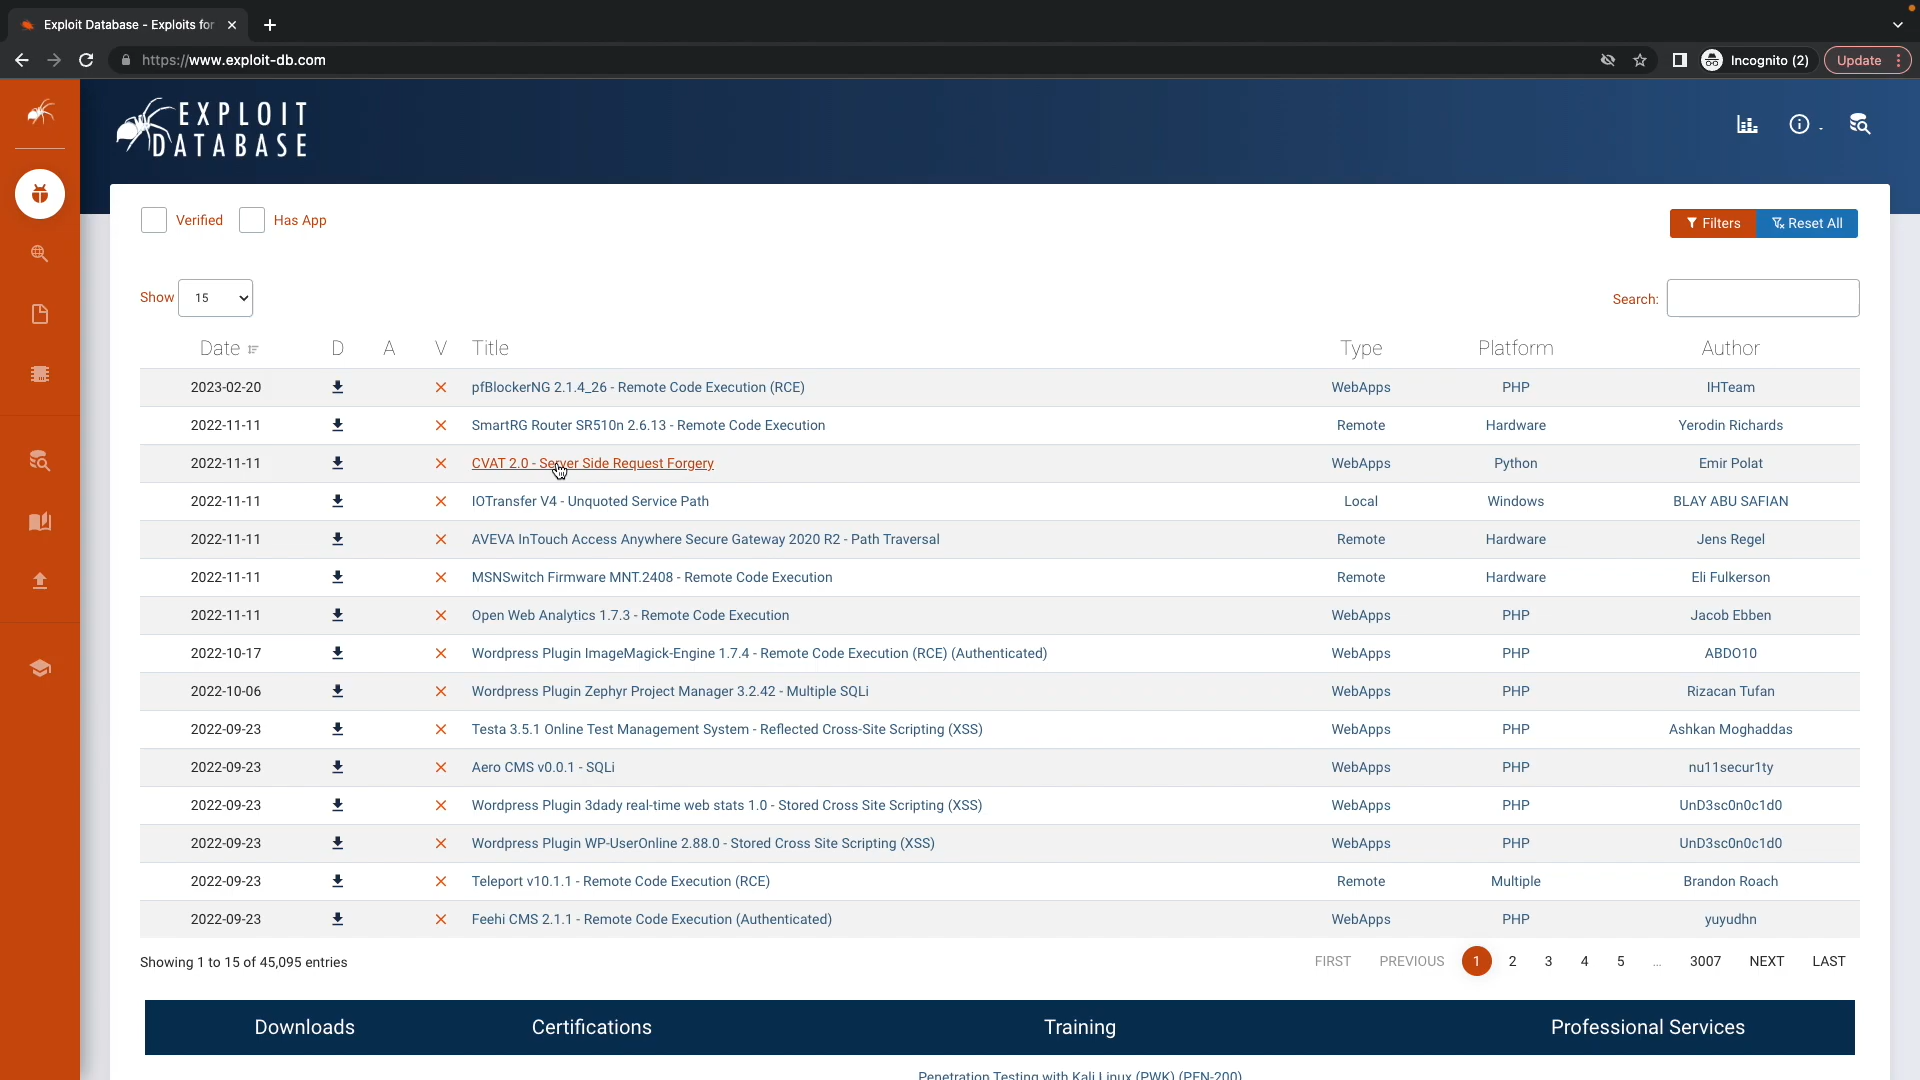 Exploit Database - Exploits for
https://www.exploit-db.com
Incognito (2)
Update
EXPLOIT
DATABASE
Verified
Has App
Filters
Reset All
Show 15
Search:
Date D A V Title Type Platform Author
2023-02-20 pfBlockerNG 2.1.4_26 - Remote Code Execution (RCE) WebApps PHP IHTeam
2022-11-11 SmartRG Router SR510n 2.6.13 - Remote Code Execution Remote Hardware Yerodin Richards
2022-11-11 CVAT 2.0 - Server Side Request Forgery WebApps Python Emir Polat
2022-11-11 IOTransfer V4 - Unquoted Service Path Local Windows BLAY ABU SAFIAN
2022-11-11 AVEVA InTouch Access Anywhere Secure Gateway 2020 R2 - Path Traversal Remote Hardware Jens Regel
2022-11-11 MSNSwitch Firmware MNT.2408 - Remote Code Execution Remote Hardware Eli Fulkerson
2022-11-11 Open Web Analytics 1.7.3 - Remote Code Execution WebApps PHP Jacob Ebben
2022-10-17 Wordpress Plugin ImageMagick-Engine 1.7.4 - Remote Code Execution (RCE) (Authenticated) WebApps PHP ABDO10
2022-10-06 Wordpress Plugin Zephyr Project Manager 3.2.42 - Multiple SQLi WebApps PHP Rizacan Tufan
2022-09-23 Testa 3.5.1 Online Test Management System - Reflected Cross-Site Scripting (XSS) WebApps PHP Ashkan Moghaddas
2022-09-23 Aero CMS v0.0.1 - SQLi WebApps PHP nu11secur1ty
2022-09-23 Wordpress Plugin 3dady real-time web stats 1.0 - Stored Cross Site Scripting (XSS) WebApps PHP UnD3sc0n0c1d0
2022-09-23 Wordpress Plugin WP-UserOnline 2.88.0 - Stored Cross Site Scripting (XSS) WebApps PHP UnD3sc0n0c1d0
2022-09-23 Teleport v10.1.1 - Remote Code Execution (RCE) Remote Multiple Brandon Roach
2022-09-23 Feehi CMS 2.1.1 - Remote Code Execution (Authenticated) WebApps PHP yuyudhn
Showing 1 to 15 of 45,095 entries
FIRST PREVIOUS 1 2 3 4 5 … 3007 NEXT LAST
Downloads Certifications Training Professional Services
Penetration Testing with Kali Linux (PWK) (PEN-200)